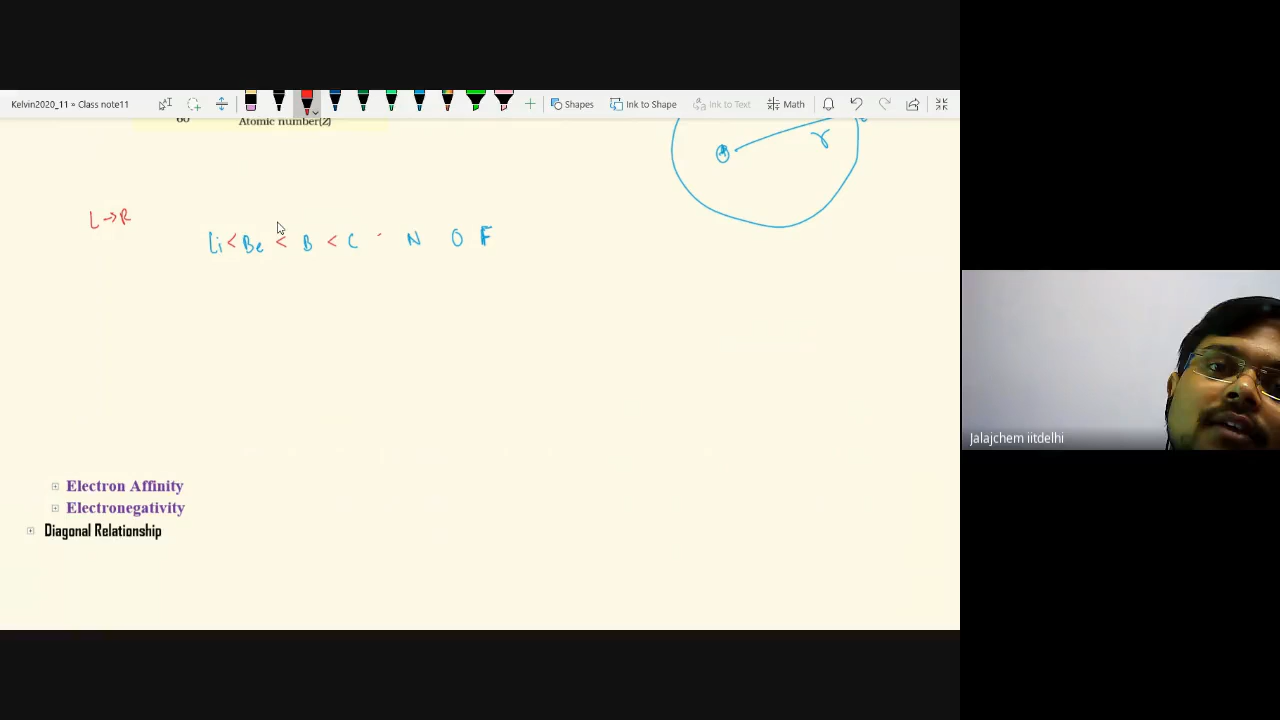 Kelvin2020_11 » Class note11
Shapes
Ink to Shape
Ink to Text
Math
60
Atomic number(Z)
r
L→R
Li < Be < B < C N O F
Electron Affinity
Electronegativity
Diagonal Relationship
Jalajchem iitdelhi